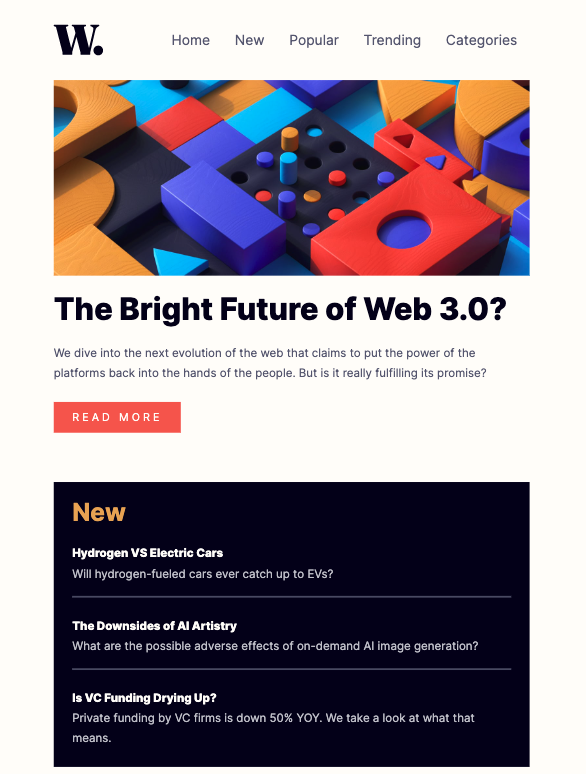 W.
Home New Popular Trending Categories
The Bright Future of Web 3.0?
We dive into the next evolution of the web that claims to put the power of the
platforms back into the hands of the people. But is it really fulfilling its promise?
READ MORE
New
Hydrogen VS Electric Cars
Will hydrogen-fueled cars ever catch up to EVs?
The Downsides of AI Artistry
What are the possible adverse effects of on-demand AI image generation?
Is VC Funding Drying Up?
Private funding by VC firms is down 50% YOY. We take a look at what that
means.